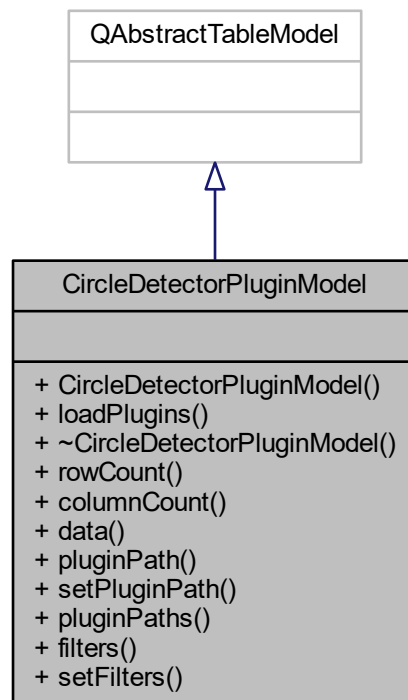 QAbstractTableModel
CircleDetectorPluginModel
+ CircleDetectorPluginModel()
+ loadPlugins()
+ ~CircleDetectorPluginModel()
+ rowCount()
+ columnCount()
+ data()
+ pluginPath()
+ setPluginPath()
+ pluginPaths()
+ filters()
+ setFilters()